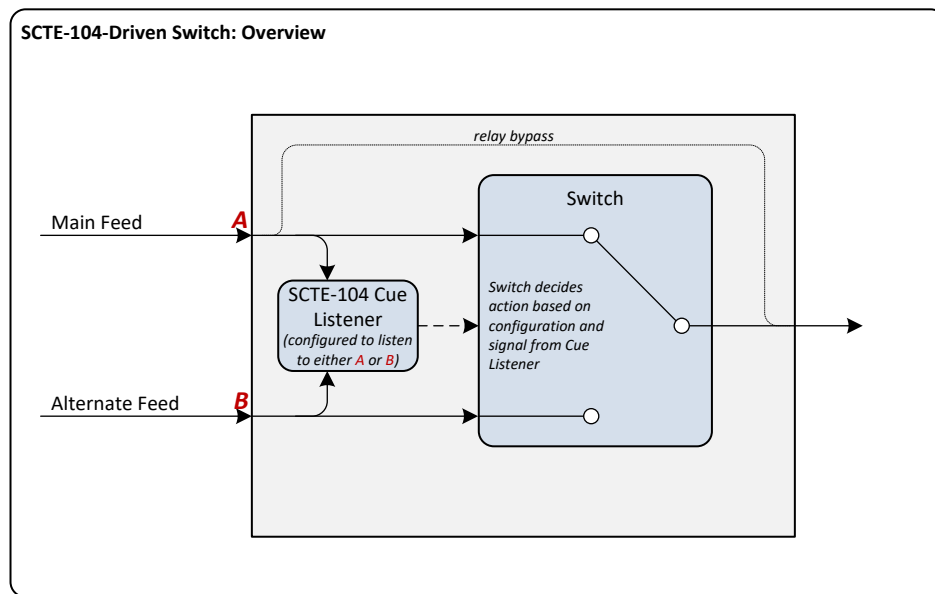 SCTE-104-Driven Switch: Overview
relay bypass
Main Feed
A
Switch
SCTE-104 Cue
Listener
(configured to listen
to either A or B)
Switch decides
action based on
configuration and
signal from Cue
Listener
Alternate Feed
B